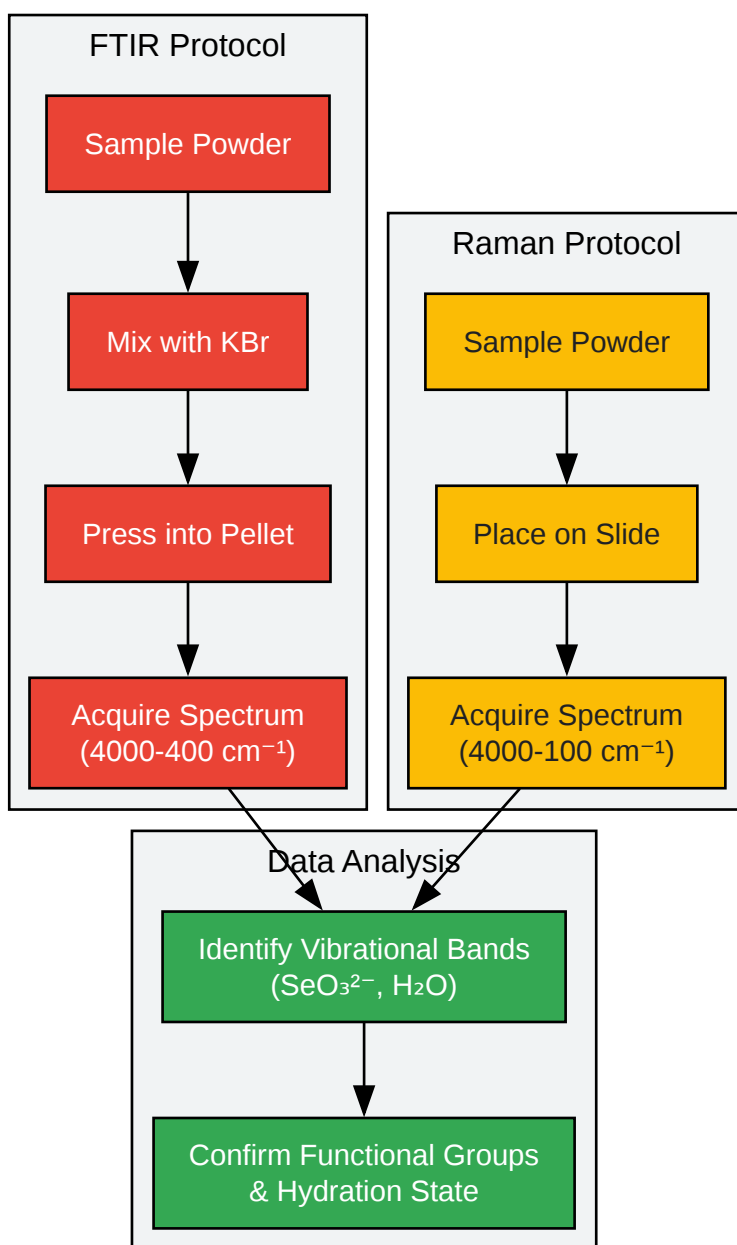 FTIR Protocol
Sample Powder
Mix with KBr
Press into Pellet
Acquire Spectrum
(4000-400 cm⁻¹)
Raman Protocol
Sample Powder
Place on Slide
Acquire Spectrum
(4000-100 cm⁻¹)
Data Analysis
Identify Vibrational Bands
(SeO₃²⁻, H₂O)
Confirm Functional Groups
& Hydration State